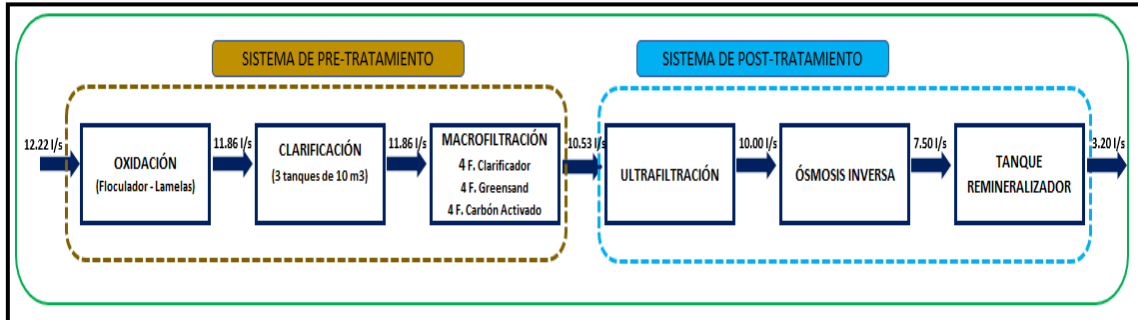 SISTEMA DE PRE-TRATAMIENTO
SISTEMA DE POST-TRATAMIENTO
12.22 l/s
OXIDACIÓN
(Floculador - Lamelas)
11.86 l/s
CLARIFICACIÓN
(3 tanques de 10 m3)
11.86 l/s
MACROFILTRACIÓN
4 F. Clarificador
4 F. Greensand
4 F. Carbón Activado
10.53 l/s
ULTRAFILTRACIÓN
10.00 l/s
ÓSMOSIS INVERSA
7.50 l/s
TANQUE
REMINERALIZADOR
3.20 l/s